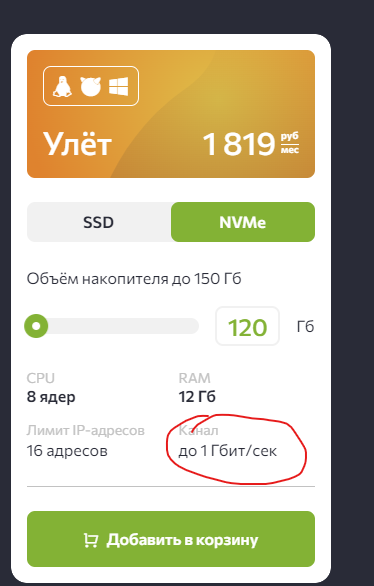 Улёт
1 819 руб
мес
SSD
NVMe
Объём накопителя до 150 Гб
120 Гб
CPU
RAM
8 ядер
12 Гб
Лимит IP-адресов
Канал
16 адресов
до 1 Гбит/сек
Добавить в корзину